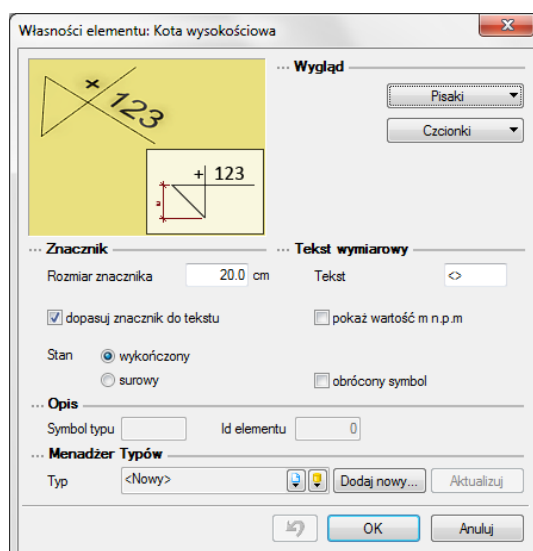 Własności elementu: Kota wysokościowa
Wygląd
+ 123
+ 123
a
Pisaki
Czcionki
Znacznik
Tekst wymiarowy
Rozmiar znacznika 20.0 cm
Tekst <>
dopasuj znacznik do tekstu
pokaż wartość m n.p.m
Stan wykończony
surowy
obrócony symbol
Opis
Symbol typu
Id elementu 0
Menadżer Typów
Typ <Nowy> Dodaj nowy... Aktualizuj
OK Anuluj